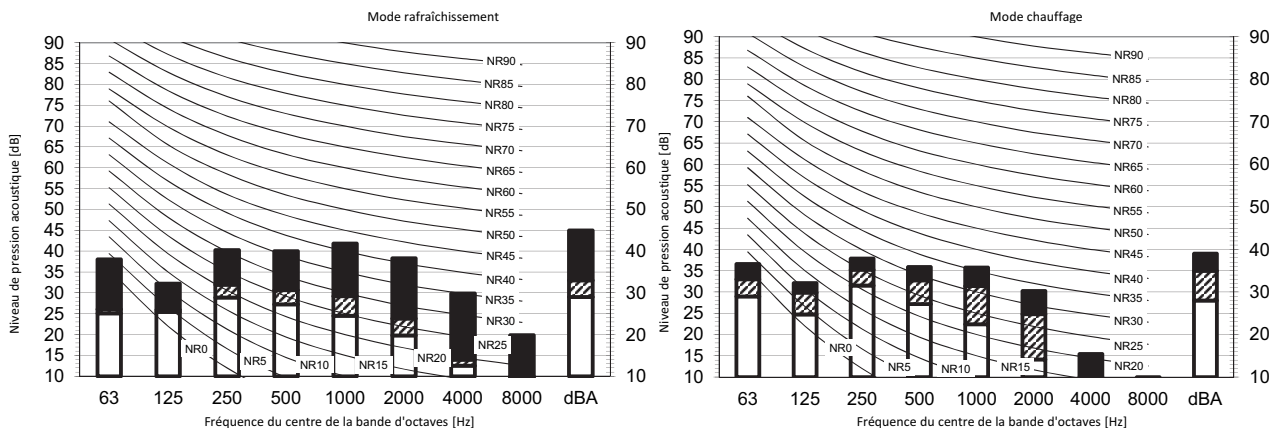 Mode rafraîchissement
Niveau de pression acoustique [dB]
90
85
80
75
70
65
60
55
50
45
40
35
30
25
20
15
10
NR90
NR85
NR80
NR75
NR70
NR65
NR60
NR55
NR50
NR45
NR40
NR35
NR30
NR0
NR5
NR10
NR15
NR20
NR25
90
80
70
60
50
40
30
20
10
63 125 250 500 1000 2000 4000 8000 dBA
Fréquence du centre de la bande d'octaves [Hz]
Mode chauffage
Niveau de pression acoustique [dB]
90
85
80
75
70
65
60
55
50
45
40
35
30
25
20
15
10
NR90
NR85
NR80
NR75
NR70
NR65
NR60
NR55
NR50
NR45
NR40
NR35
NR30
NR25
NR20
NR0
NR5
NR10
NR15
90
80
70
60
50
40
30
20
10
63 125 250 500 1000 2000 4000 8000 dBA
Fréquence du centre de la bande d'octaves [Hz]